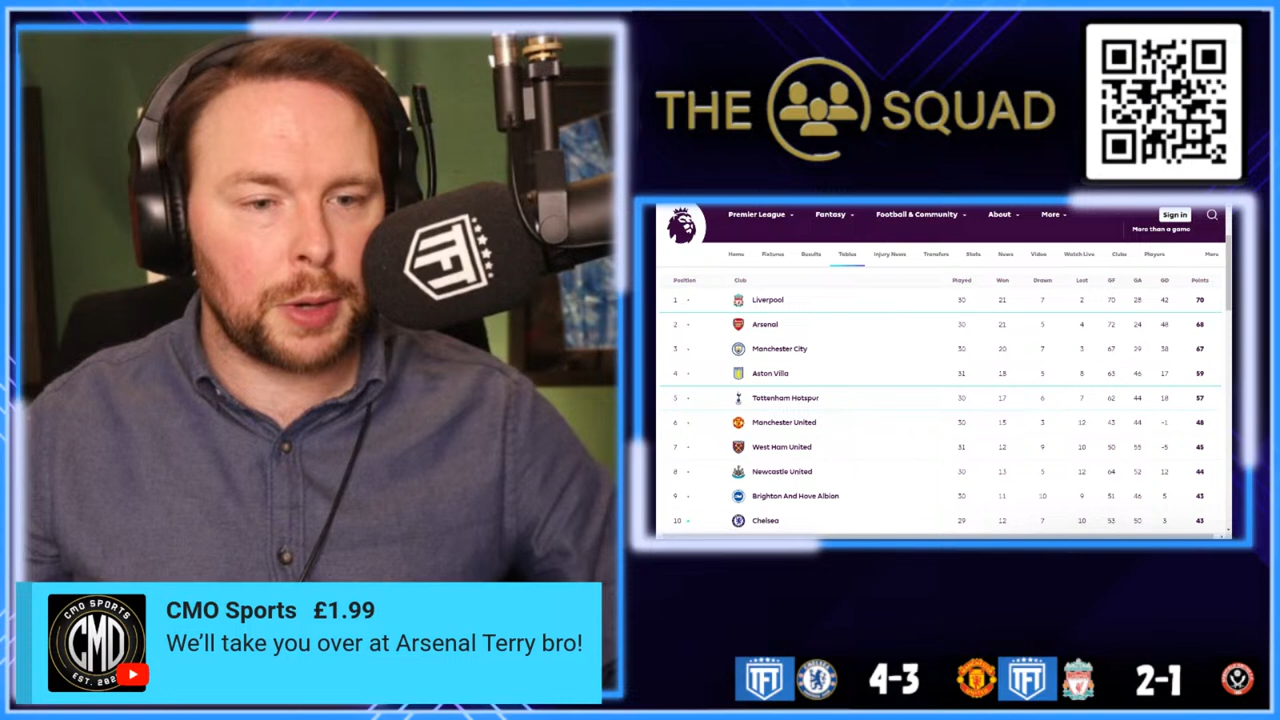 THE SQUAD
Premier League Fantasy Football & Community About More Sign in
More than a game
Home Fixtures Results Tables Injury News Transfers Stats News Video Watch Live Clubs Players More
Position Club Played Won Drawn Lost GF GA GD Points
1 Liverpool 30 21 7 2 70 28 42 70
2 Arsenal 30 21 5 4 72 24 48 68
3 Manchester City 30 20 7 3 67 29 38 67
4 Aston Villa 31 18 5 8 63 46 17 59
5 Tottenham Hotspur 30 17 6 7 62 44 18 57
6 Manchester United 30 15 3 12 43 44 -1 48
7 West Ham United 31 12 9 10 50 55 -5 45
8 Newcastle United 30 13 5 12 64 52 12 44
9 Brighton And Hove Albion 30 11 10 9 51 46 5 43
10 Chelsea 29 12 7 10 53 50 3 43
TFT
CMO SPORTS
CMO
CMO Sports £1.99
We’ll take you over at Arsenal Terry bro!
TFT 4-3 TFT 2-1